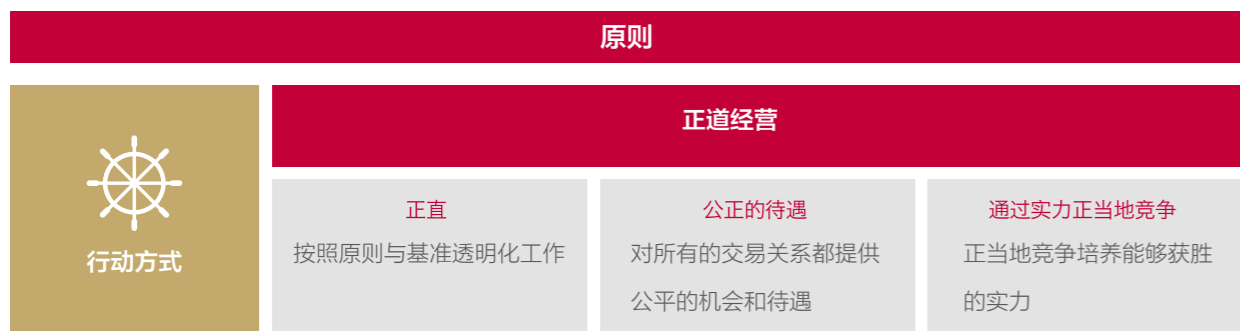 原则
行动方式
正道经营
正直
按照原则与基准透明化工作
公正的待遇
对所有的交易关系都提供
公平的机会和待遇
通过实力正当地竞争
正当地竞争培养能够获胜
的实力